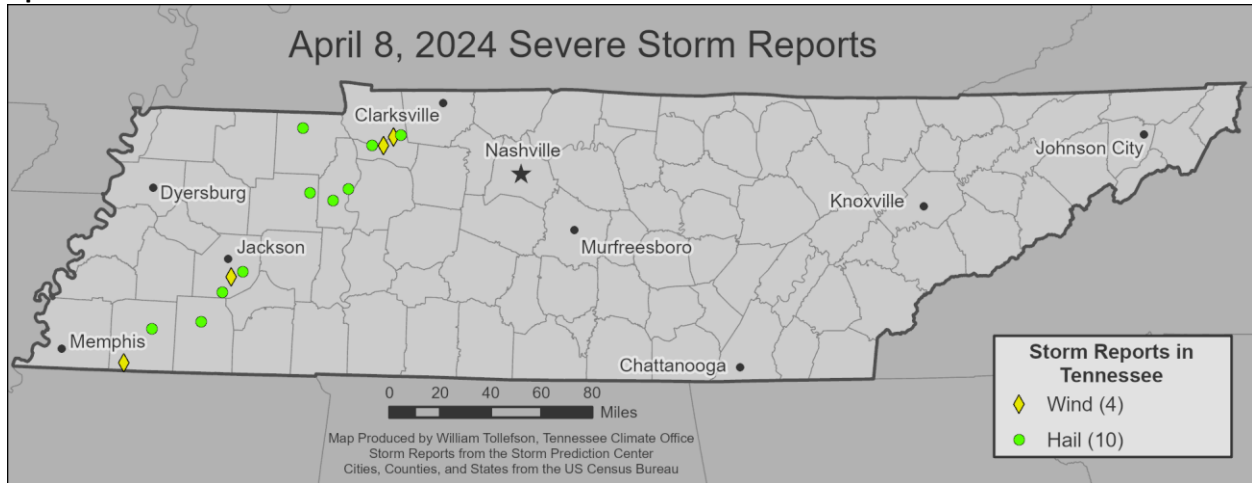 April 8, 2024 Severe Storm Reports
Clarksville
Nashville
Johnson City
Dyersburg
Knoxville
Murfreesboro
Jackson
Memphis
Chattanooga
0 20 40 60 80
Miles
Map Produced by William Tollefson, Tennessee Climate Office
Storm Reports from the Storm Prediction Center
Cities, Counties, and States from the US Census Bureau
Storm Reports in
Tennessee
Wind (4)
Hail (10)